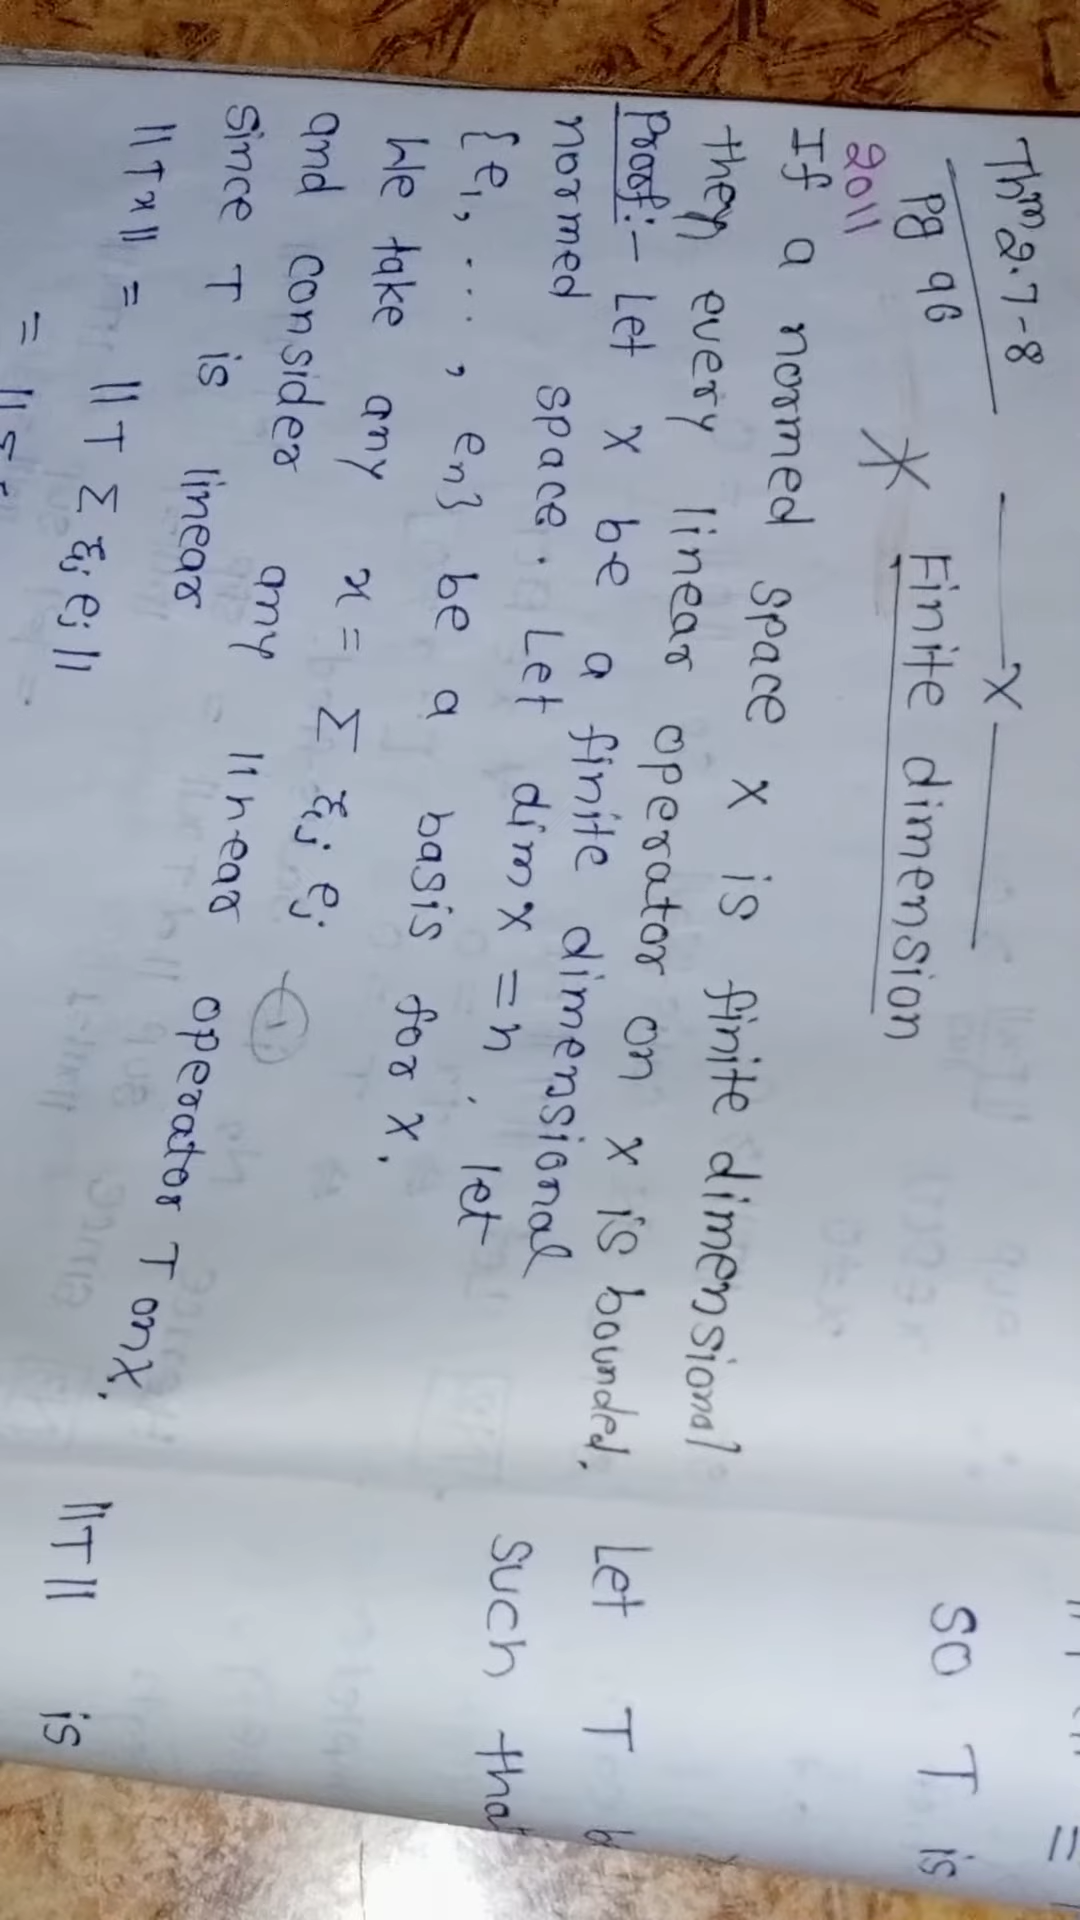 x
Thm 2.7-8
Pg 96
* Finite dimension
2011
If a normed space X is finite dimensional
then every linear operator on X is bounded.
Proof:- Let X be a finite dimensional
normed space. Let dim X = n, let
{e1, ..., en} be a basis for X.
We take any x = Σ ξj ej
and consider any linear operator T on X.
Since T is linear
||Tx|| = ||T Σ ξj ej||
= ||Σ
=
SO T is
Let T
Such that
||T|| is